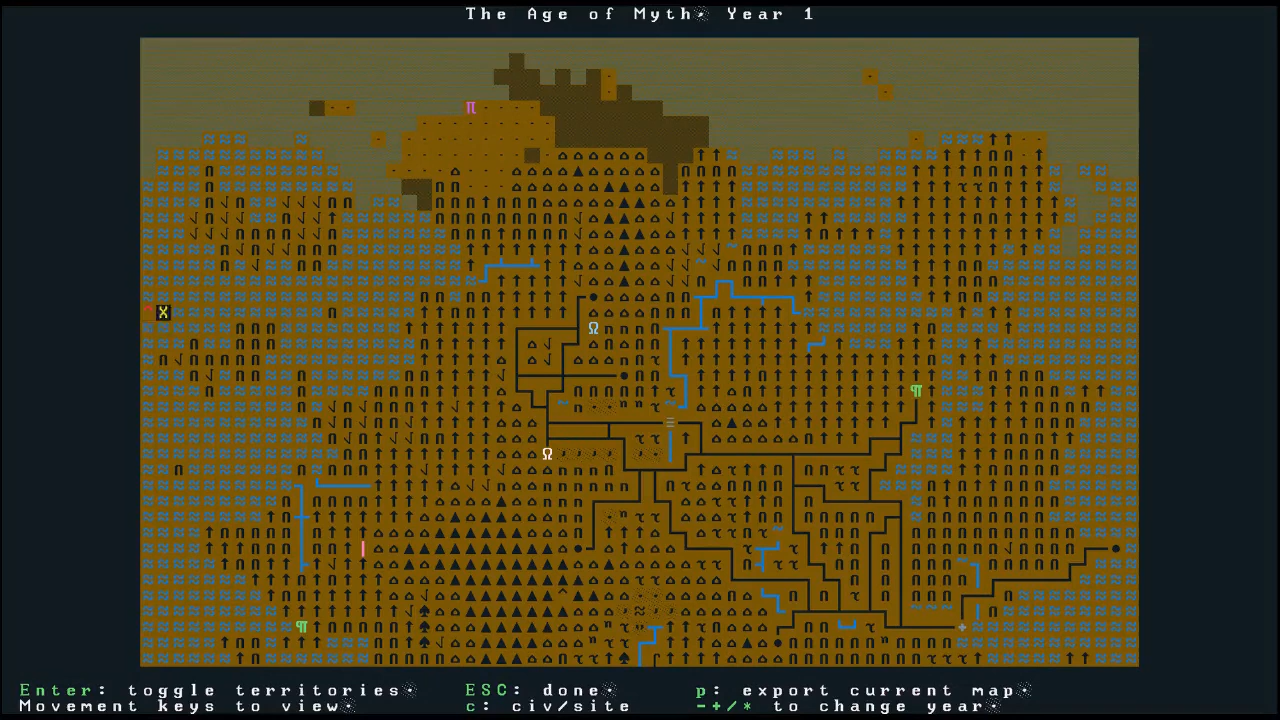 The Age of Myth Year 1
Enter: toggle territories ESC: done p: export current map
Movement keys to view c: civ/site -+/* to change year